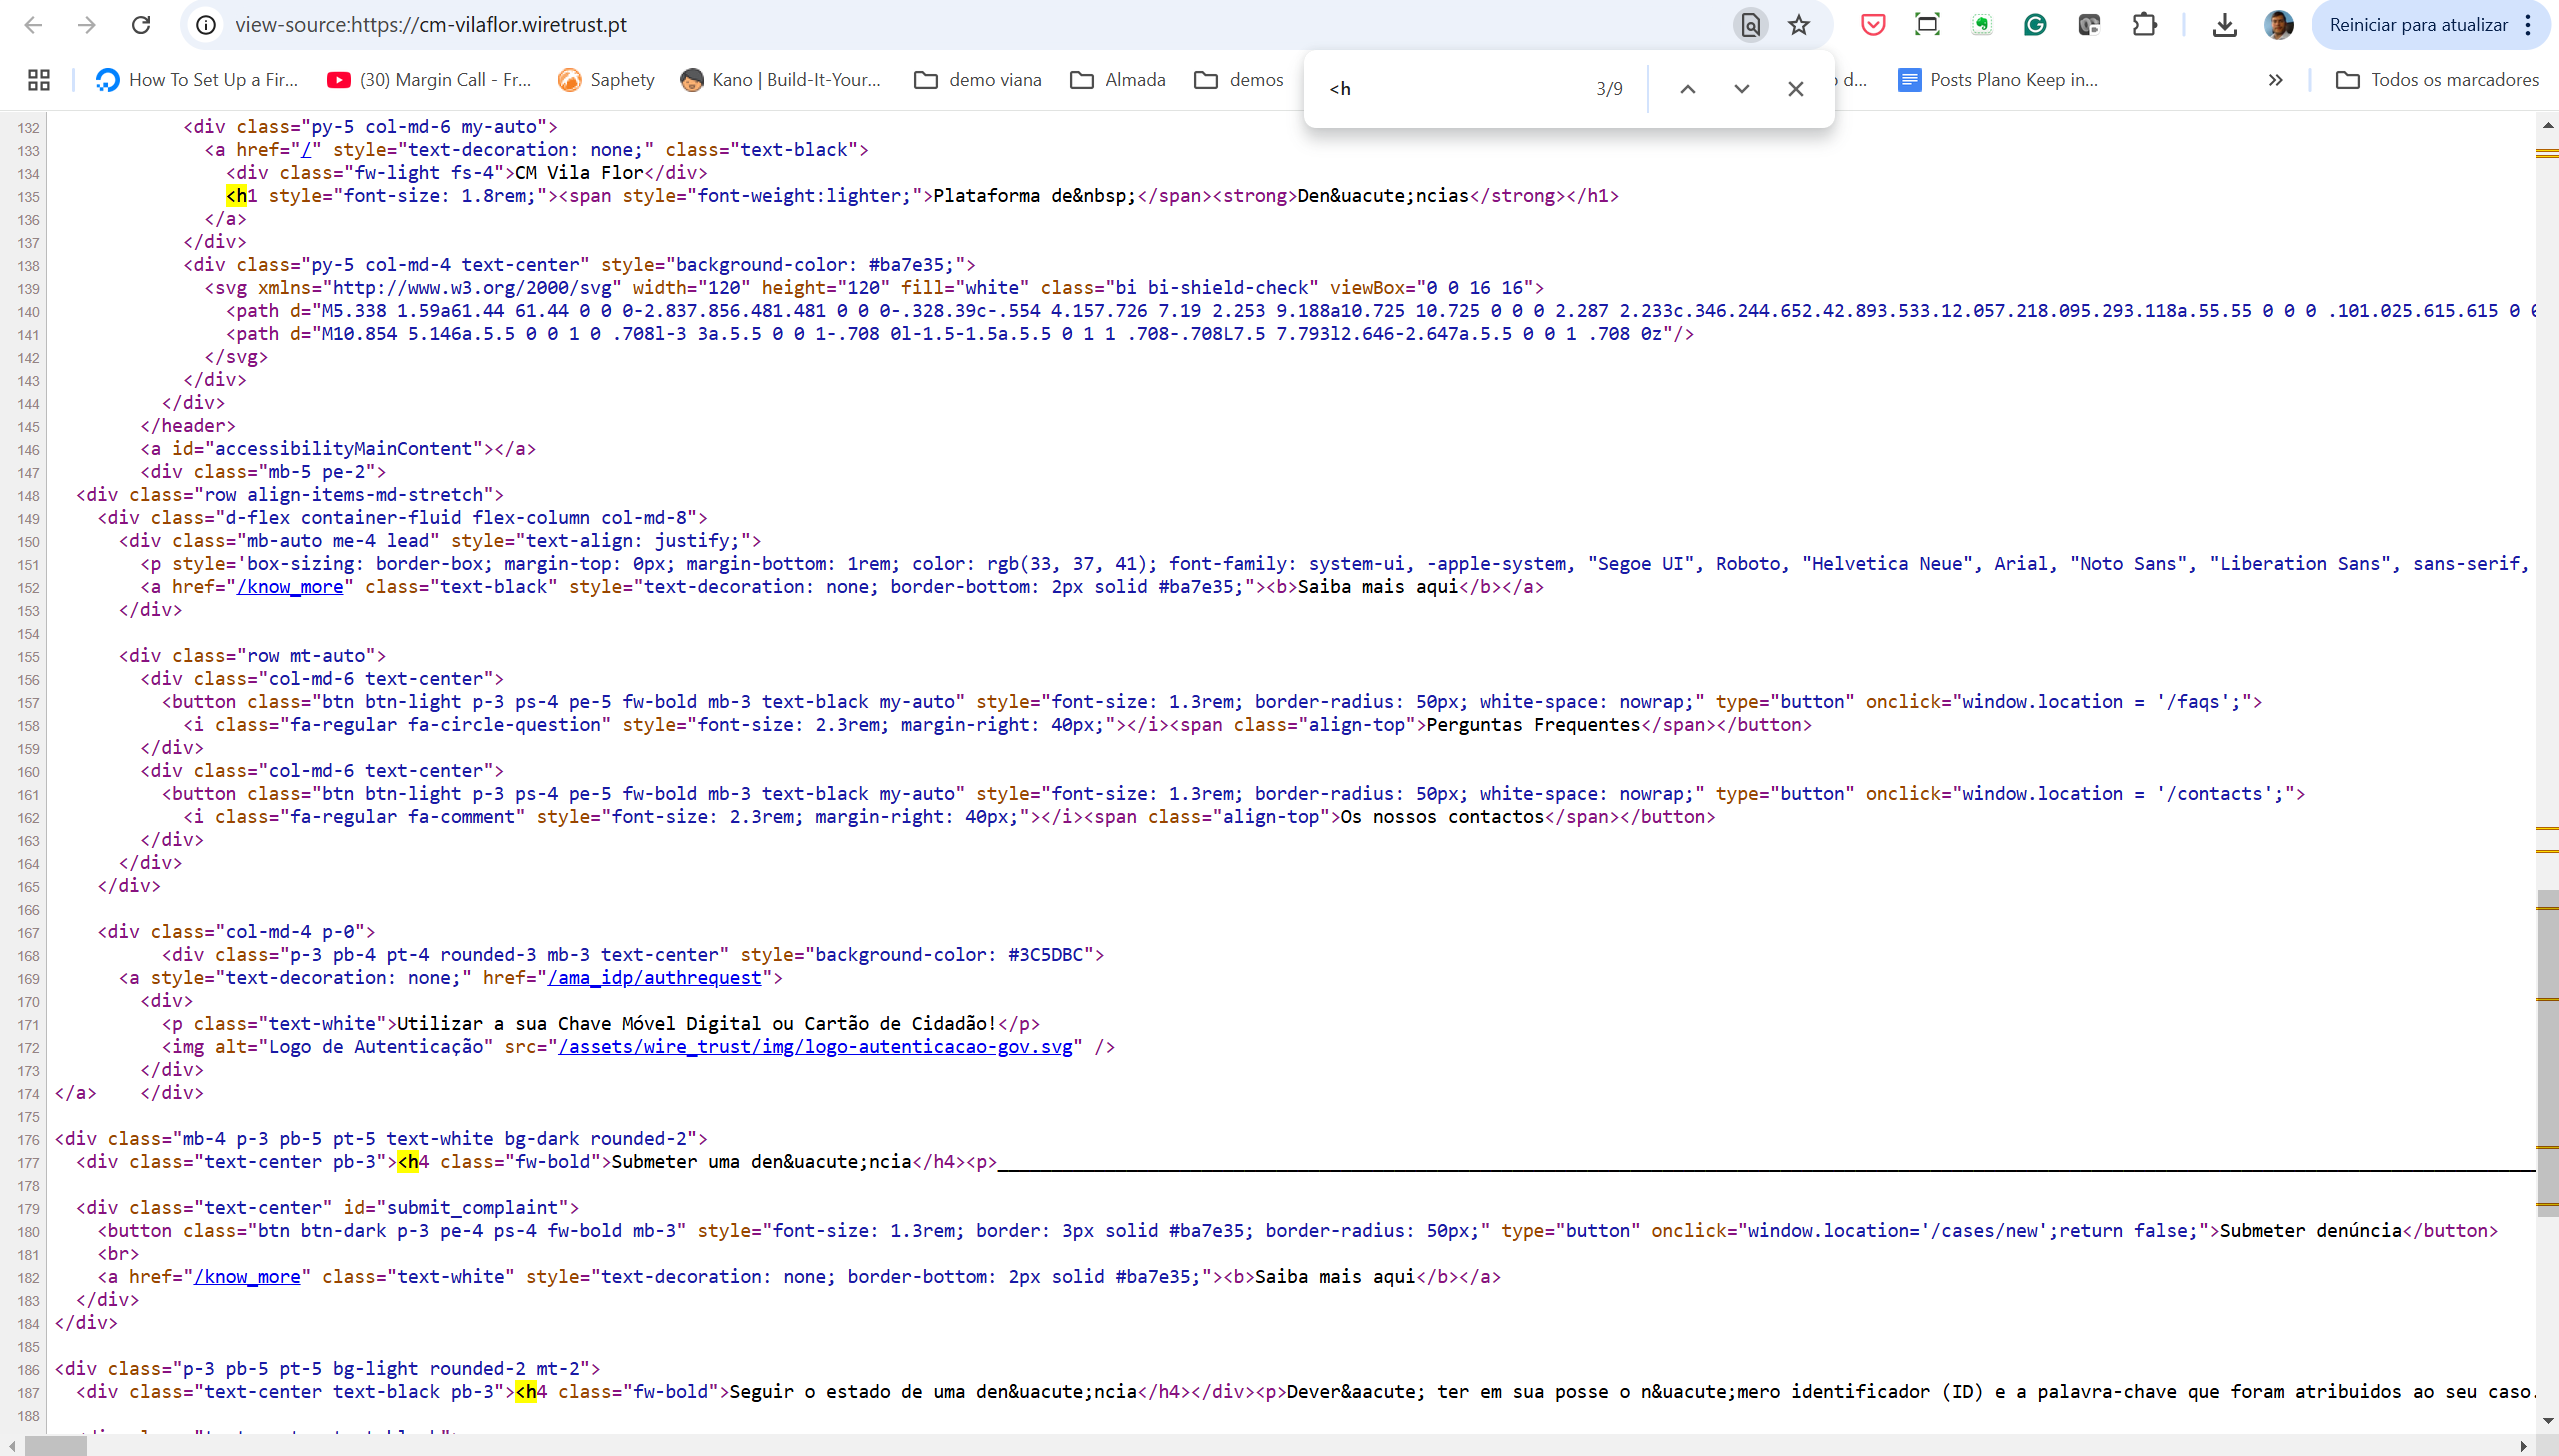 view-source:https://cm-vilaflor.wiretrust.pt
Reiniciar para atualizar
How To Set Up a Fir...
(30) Margin Call - Fr...
Saphety
Kano | Build-It-Your...
demo viana
Almada
demos
<h
3/9
o d...
Posts Plano Keep in...
Todos os marcadores
132 <div class="py-5 col-md-6 my-auto">
133 <a href="/" style="text-decoration: none;" class="text-black">
134 <div class="fw-light fs-4">CM Vila Flor</div>
135 <h1 style="font-size: 1.8rem;"><span style="font-weight:lighter;">Plataforma de&nbsp;</span><strong>Den&uacute;ncias</strong></h1>
136 </a>
137 </div>
138 <div class="py-5 col-md-4 text-center" style="background-color: #ba7e35;">
139 <svg xmlns="http://www.w3.org/2000/svg" width="120" height="120" fill="white" class="bi bi-shield-check" viewBox="0 0 16 16">
140 <path d="M5.338 1.59a61.44 61.44 0 0 0-2.837.856.481.481 0 0 0-.328.39c-.554 4.157.726 7.19 2.253 9.188a10.725 10.725 0 0 0 2.287 2.233c.346.244.652.42.893.533.12.057.218.095.293.118a.55.55 0 0 0 .101.025.615.615 0 0
141 <path d="M10.854 5.146a.5.5 0 0 1 0 .708l-3 3a.5.5 0 0 1-.708 0l-1.5-1.5a.5.5 0 1 1 .708-.708L7.5 7.793l2.646-2.647a.5.5 0 0 1 .708 0z"/>
142 </svg>
143 </div>
144 </div>
145 </header>
146 <a id="accessibilityMainContent"></a>
147 <div class="mb-5 pe-2">
148 <div class="row align-items-md-stretch">
149 <div class="d-flex container-fluid flex-column col-md-8">
150 <div class="mb-auto me-4 lead" style="text-align: justify;">
151 <p style='box-sizing: border-box; margin-top: 0px; margin-bottom: 1rem; color: rgb(33, 37, 41); font-family: system-ui, -apple-system, "Segoe UI", Roboto, "Helvetica Neue", Arial, "Noto Sans", "Liberation Sans", sans-serif,
152 <a href="/know_more" class="text-black" style="text-decoration: none; border-bottom: 2px solid #ba7e35;"><b>Saiba mais aqui</b></a>
153 </div>
154
155 <div class="row mt-auto">
156 <div class="col-md-6 text-center">
157 <button class="btn btn-light p-3 ps-4 pe-5 fw-bold mb-3 text-black my-auto" style="font-size: 1.3rem; border-radius: 50px; white-space: nowrap;" type="button" onclick="window.location = '/faqs';">
158 <i class="fa-regular fa-circle-question" style="font-size: 2.3rem; margin-right: 40px;"></i><span class="align-top">Perguntas Frequentes</span></button>
159 </div>
160 <div class="col-md-6 text-center">
161 <button class="btn btn-light p-3 ps-4 pe-5 fw-bold mb-3 text-black my-auto" style="font-size: 1.3rem; border-radius: 50px; white-space: nowrap;" type="button" onclick="window.location = '/contacts';">
162 <i class="fa-regular fa-comment" style="font-size: 2.3rem; margin-right: 40px;"></i><span class="align-top">Os nossos contactos</span></button>
163 </div>
164 </div>
165 </div>
166
167 <div class="col-md-4 p-0">
168 <div class="p-3 pb-4 pt-4 rounded-3 mb-3 text-center" style="background-color: #3C5DBC">
169 <a style="text-decoration: none;" href="/ama_idp/authrequest">
170 <div>
171 <p class="text-white">Utilizar a sua Chave Móvel Digital ou Cartão de Cidadão!</p>
172 <img alt="Logo de Autenticação" src="/assets/wire_trust/img/logo-autenticacao-gov.svg" />
173 </div>
174 </a> </div>
175
176 <div class="mb-4 p-3 pb-5 pt-5 text-white bg-dark rounded-2">
177 <div class="text-center pb-3"><h4 class="fw-bold">Submeter uma den&uacute;ncia</h4><p>
178
179 <div class="text-center" id="submit_complaint">
180 <button class="btn btn-dark p-3 pe-4 ps-4 fw-bold mb-3" style="font-size: 1.3rem; border: 3px solid #ba7e35; border-radius: 50px;" type="button" onclick="window.location='/cases/new';return false;">Submeter denúncia</button>
181 <br>
182 <a href="/know_more" class="text-white" style="text-decoration: none; border-bottom: 2px solid #ba7e35;"><b>Saiba mais aqui</b></a>
183 </div>
184 </div>
185
186 <div class="p-3 pb-5 pt-5 bg-light rounded-2 mt-2">
187 <div class="text-center text-black pb-3"><h4 class="fw-bold">Seguir o estado de uma den&uacute;ncia</h4></div><p>Dever&aacute; ter em sua posse o n&uacute;mero identificador (ID) e a palavra-chave que foram atribuidos ao seu caso.
188